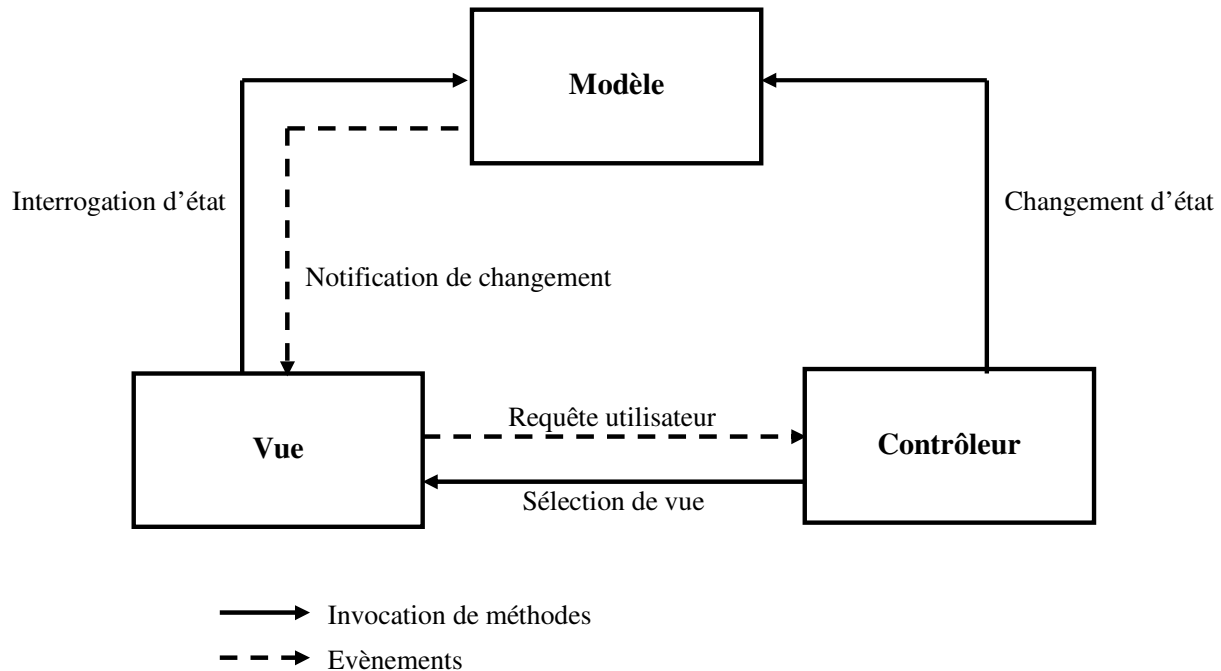 Modèle
Interrogation d’état
Changement d’état
Notification de changement
Requête utilisateur
Vue
Contrôleur
Sélection de vue
Invocation de méthodes
Evènements